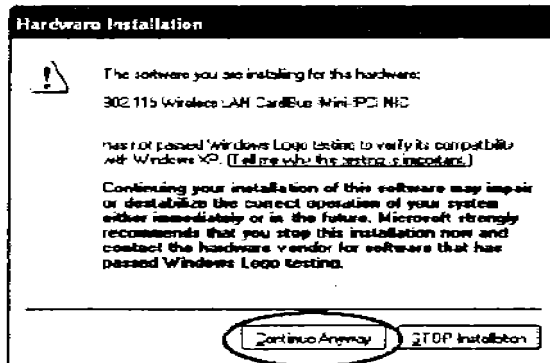 Hardware Installation
The software you are installing for this hardware:
802.11b Wireless LAN CardBus Mini-PCI NIC
has not passed Windows Logo testing to verify its compatibility
with Windows XP. (Tell me why this testing is important.)
Continuing your installation of this software may impair
or destabilize the correct operation of your system
either immediately or in the future. Microsoft strongly
recommends that you stop this installation now and
contact the hardware vendor for software that has
passed Windows Logo testing.
Continue Anyway
STOP Installation